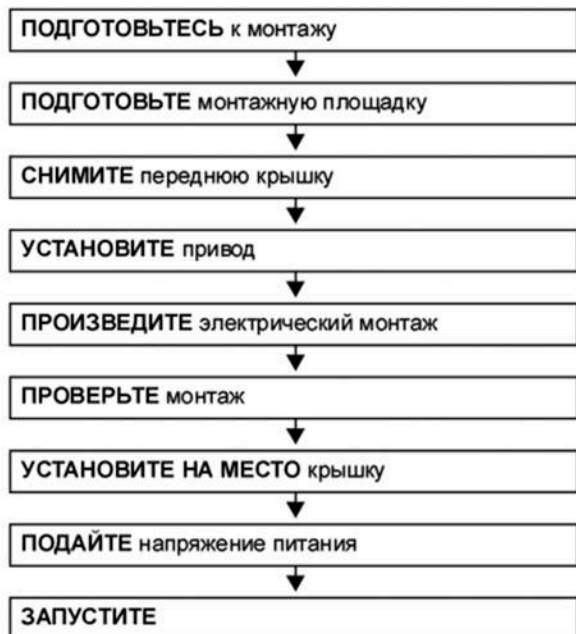 ПОДГОТОВЬТЕСЬ к монтажу
ПОДГОТОВЬТЕ монтажную площадку
СНИМИТЕ переднюю крышку
УСТАНОВИТЕ привод
ПРОИЗВЕДИТЕ электрический монтаж
ПРОВЕРЬТЕ монтаж
УСТАНОВИТЕ НА МЕСТО крышку
ПОДАЙТЕ напряжение питания
ЗАПУСТИТЕ